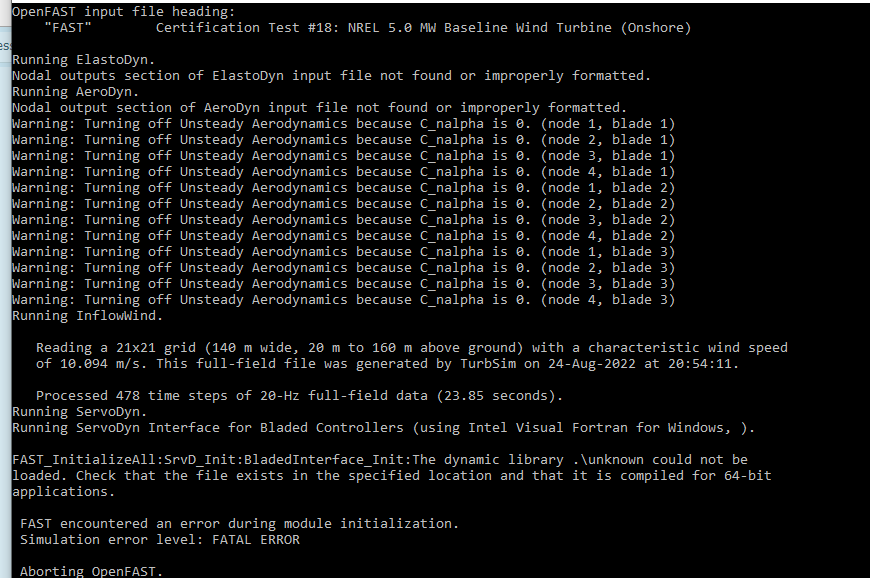 OpenFAST input file heading:
"FAST" Certification Test #18: NREL 5.0 MW Baseline Wind Turbine (Onshore)
Running ElastoDyn.
Nodal outputs section of ElastoDyn input file not found or improperly formatted.
Running AeroDyn.
Nodal output section of AeroDyn input file not found or improperly formatted.
Warning: Turning off Unsteady Aerodynamics because C_nalpha is 0. (node 1, blade 1)
Warning: Turning off Unsteady Aerodynamics because C_nalpha is 0. (node 2, blade 1)
Warning: Turning off Unsteady Aerodynamics because C_nalpha is 0. (node 3, blade 1)
Warning: Turning off Unsteady Aerodynamics because C_nalpha is 0. (node 4, blade 1)
Warning: Turning off Unsteady Aerodynamics because C_nalpha is 0. (node 1, blade 2)
Warning: Turning off Unsteady Aerodynamics because C_nalpha is 0. (node 2, blade 2)
Warning: Turning off Unsteady Aerodynamics because C_nalpha is 0. (node 3, blade 2)
Warning: Turning off Unsteady Aerodynamics because C_nalpha is 0. (node 4, blade 2)
Warning: Turning off Unsteady Aerodynamics because C_nalpha is 0. (node 1, blade 3)
Warning: Turning off Unsteady Aerodynamics because C_nalpha is 0. (node 2, blade 3)
Warning: Turning off Unsteady Aerodynamics because C_nalpha is 0. (node 3, blade 3)
Warning: Turning off Unsteady Aerodynamics because C_nalpha is 0. (node 4, blade 3)
Running InflowWind.
Reading a 21x21 grid (140 m wide, 20 m to 160 m above ground) with a characteristic wind speed
of 10.094 m/s. This full-field file was generated by TurbSim on 24-Aug-2022 at 20:54:11.
Processed 478 time steps of 20-Hz full-field data (23.85 seconds).
Running ServoDyn.
Running ServoDyn Interface for Bladed Controllers (using Intel Visual Fortran for Windows, ).
FAST_InitializeAll:SrvD_Init:BladedInterface_Init:The dynamic library .\unknown could not be
loaded. Check that the file exists in the specified location and that it is compiled for 64-bit
applications.
FAST encountered an error during module initialization.
Simulation error level: FATAL ERROR
Aborting OpenFAST.